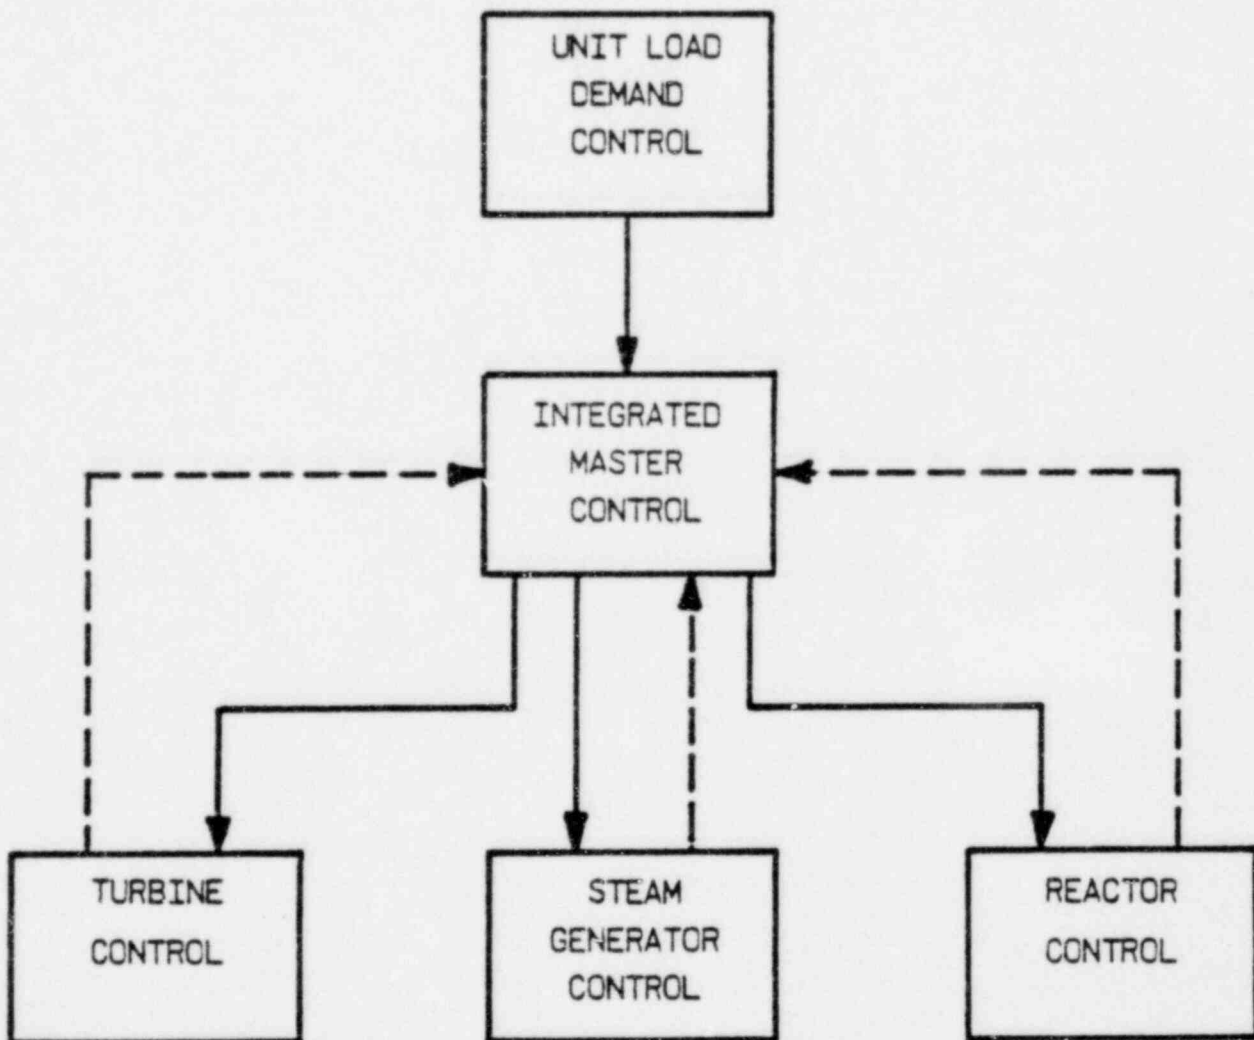 UNIT LOAD
DEMAND
CONTROL
INTEGRATED
MASTER
CONTROL
TURBINE
CONTROL
STEAM
GENERATOR
CONTROL
REACTOR
CONTROL